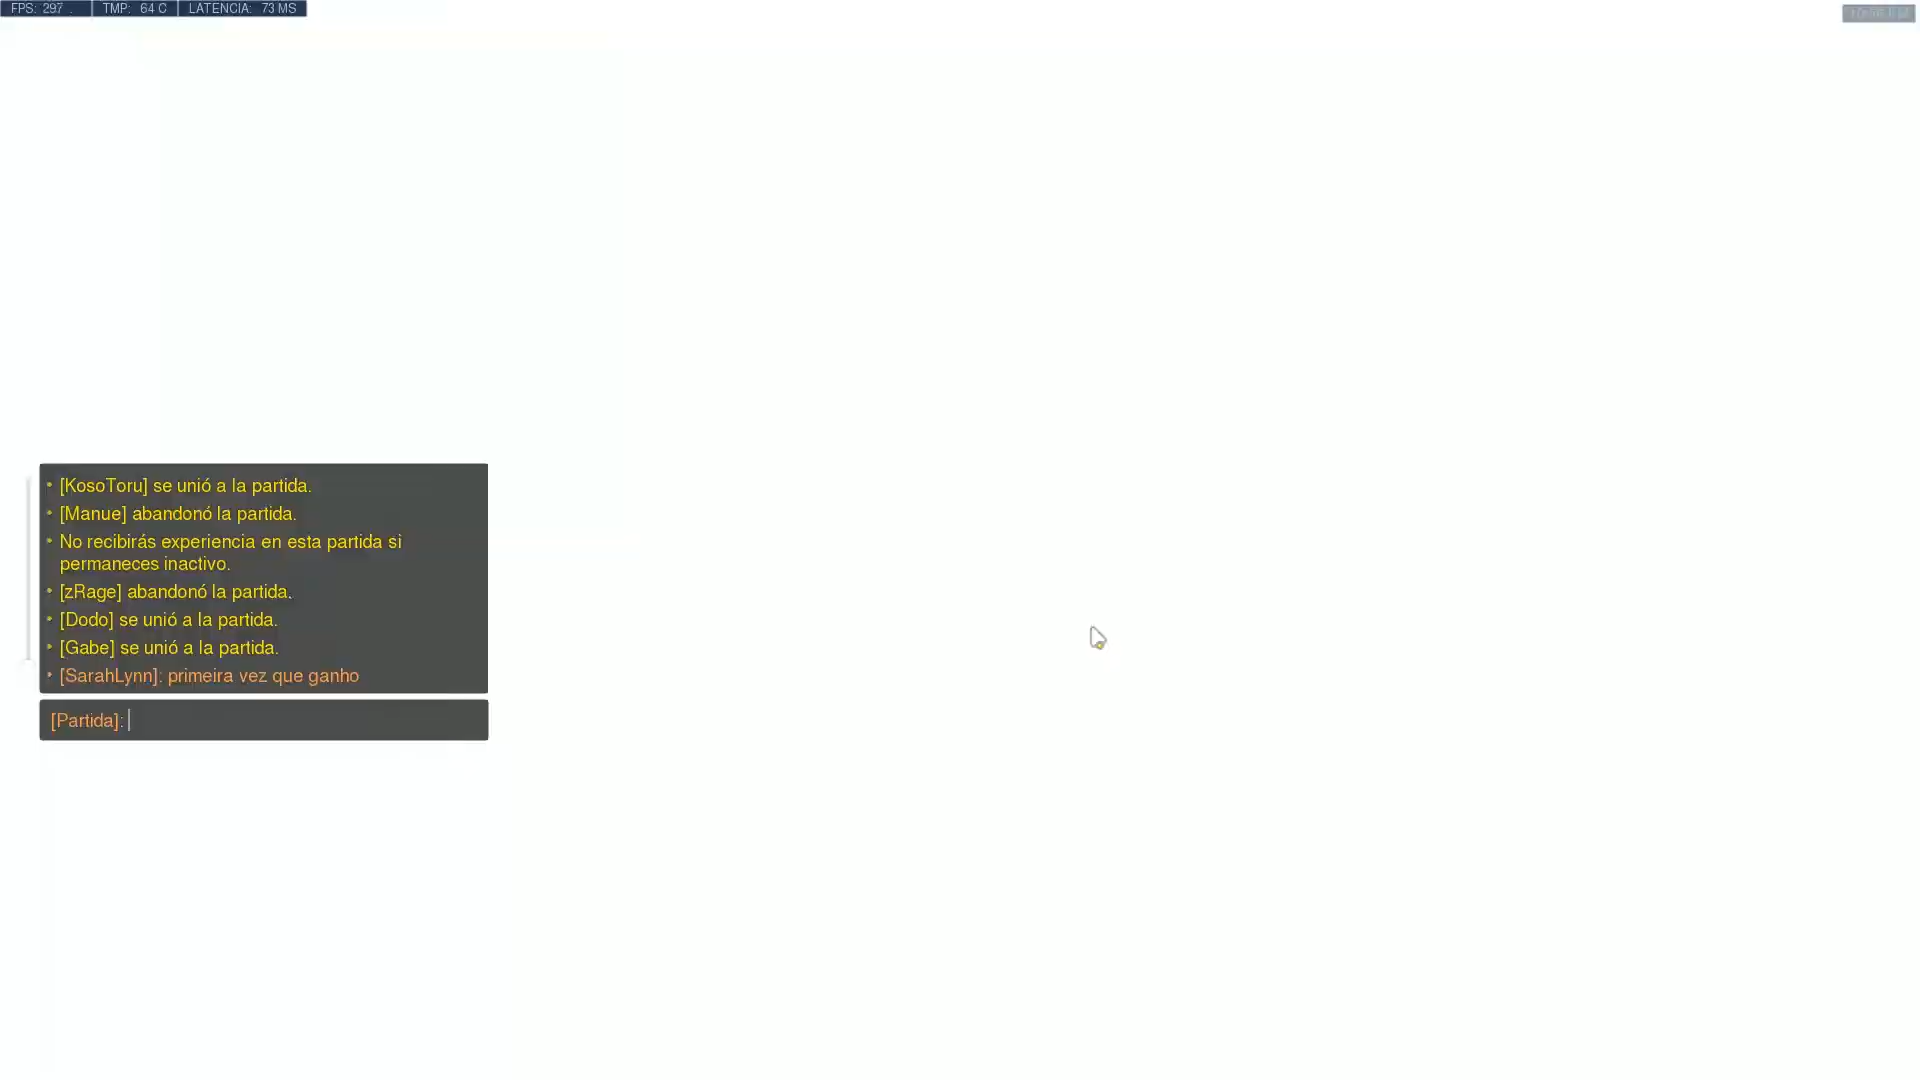 FPS: 297 TMP: 64 C LATENCIA: 73 MS
• [KosoToru] se unió a la partida.
• [Manue] abandonó la partida.
• No recibirás experiencia en esta partida si
permaneces inactivo.
• [zRage] abandonó la partida.
• [Dodo] se unió a la partida.
• [Gabe] se unió a la partida.
• [SarahLynn]: primeira vez que ganho
[Partida]: